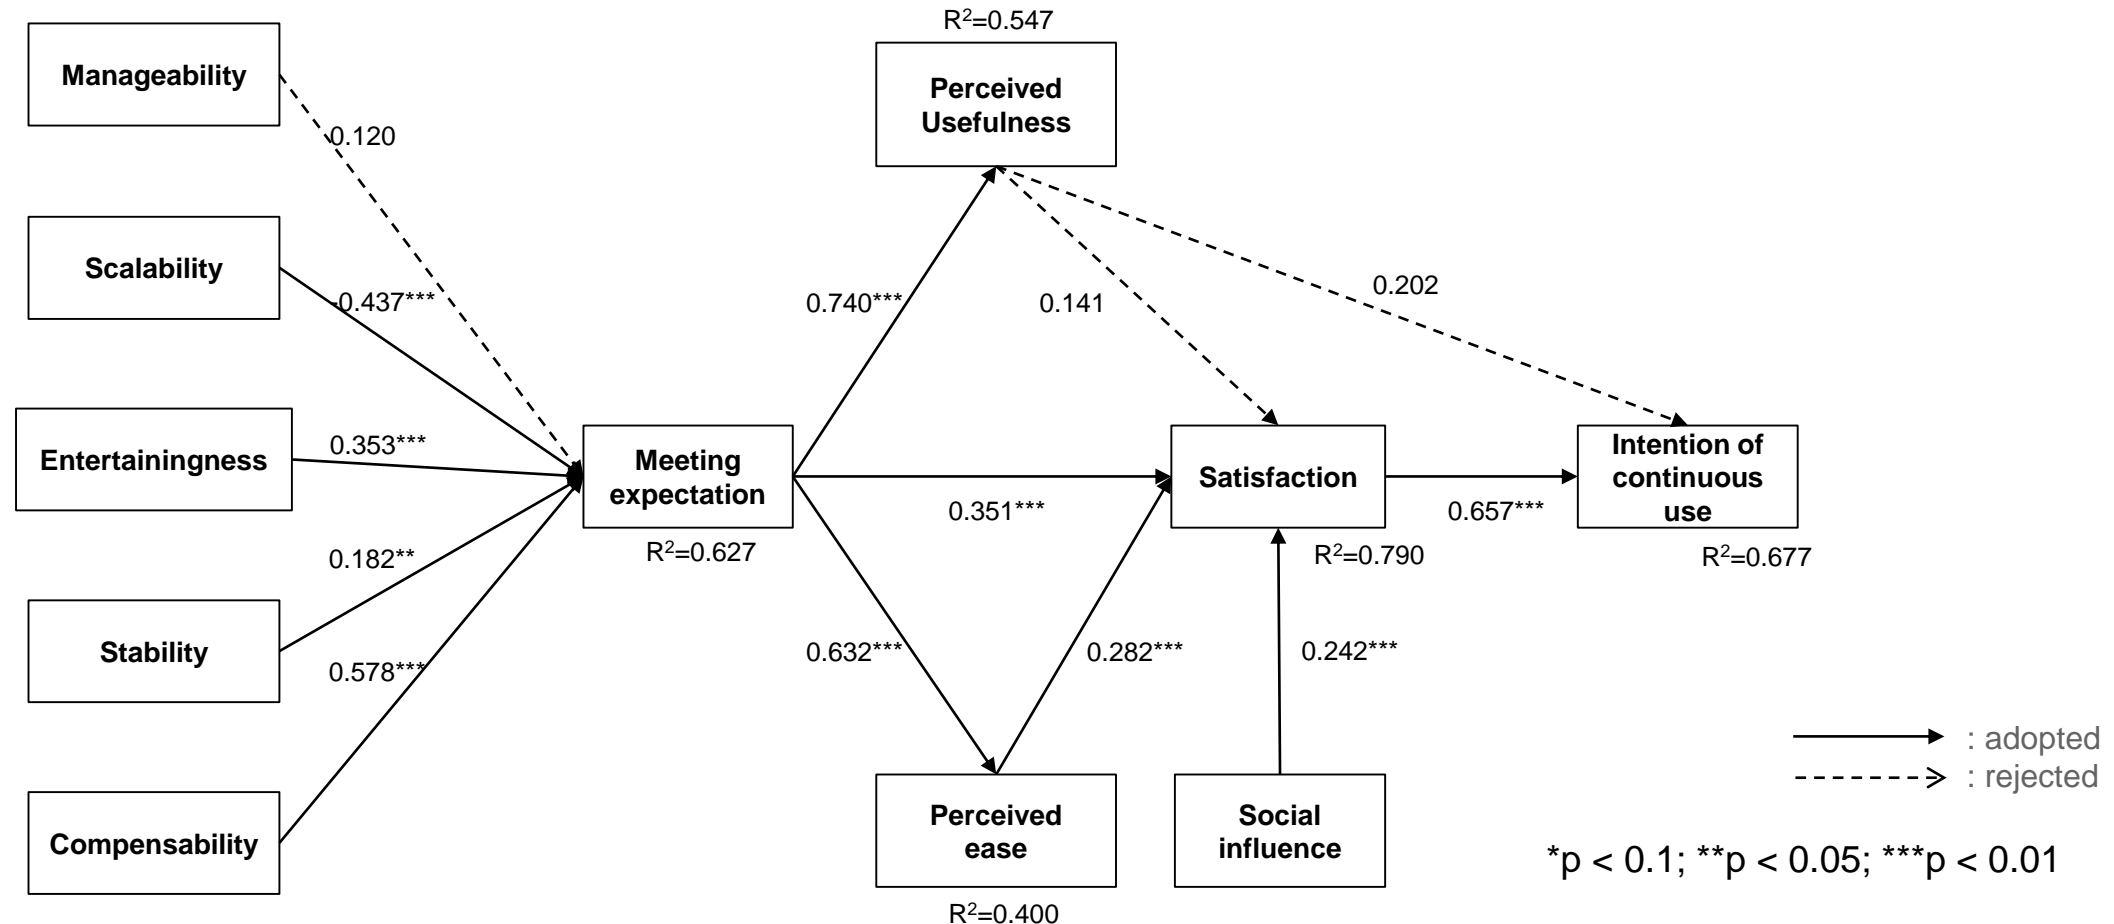 R²=0.547
Manageability
Perceived
Usefulness
0.120
Scalability
-0.437***
0.740***
0.141
0.202
Entertainingness
0.353***
Meeting
expectation
R²=0.627
0.351***
Satisfaction
R²=0.790
0.657***
Intention of
continuous
use
R²=0.677
Stability
0.182**
0.578***
0.632***
0.282***
0.242***
Compensability
Perceived
ease
R²=0.400
Social
influence
: adopted
: rejected
*p < 0.1; **p < 0.05; ***p < 0.01